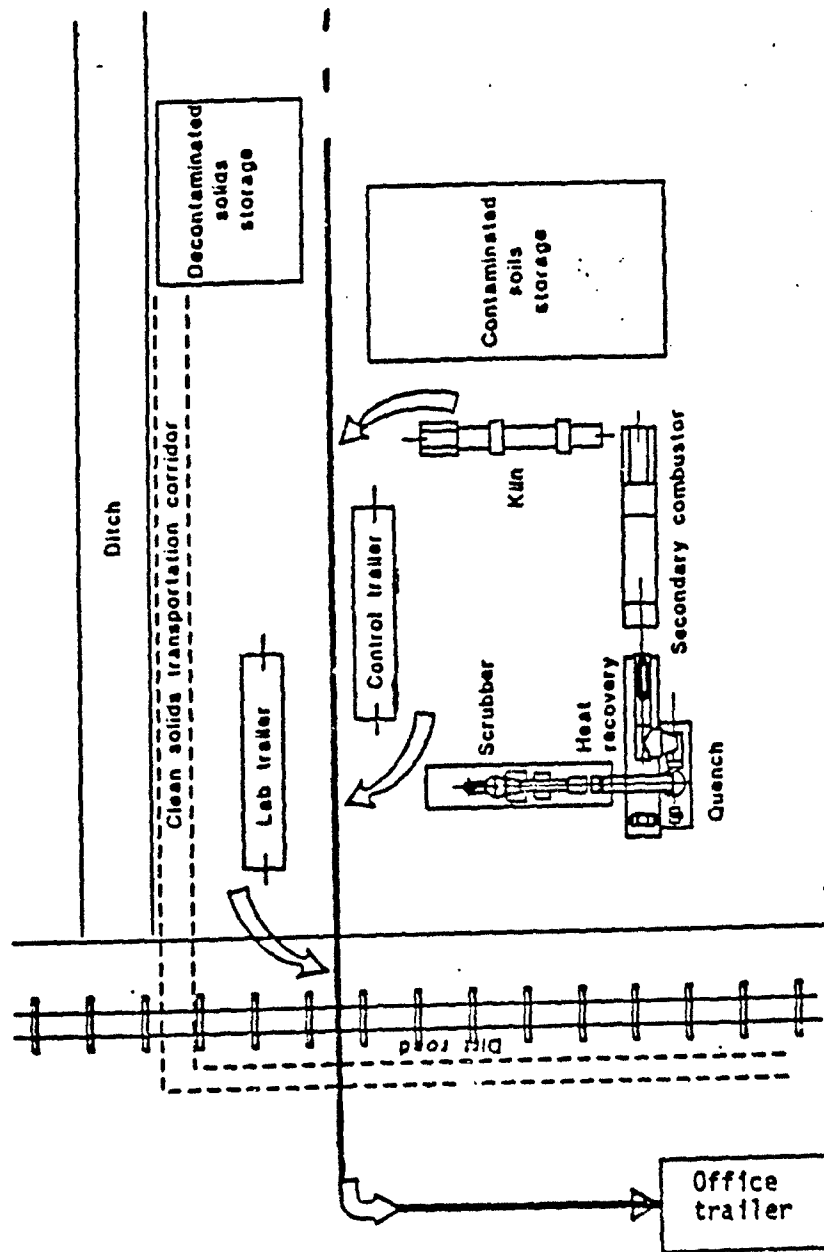 Ditch
Clean solids transportation corridor
Decontaminated
solids
storage
Lab trailer
Control trailer
Contaminated
soils
storage
Scrubber
Kiln
Heat
recovery
Secondary combustor
Quench
Dirt road
Office
trailer